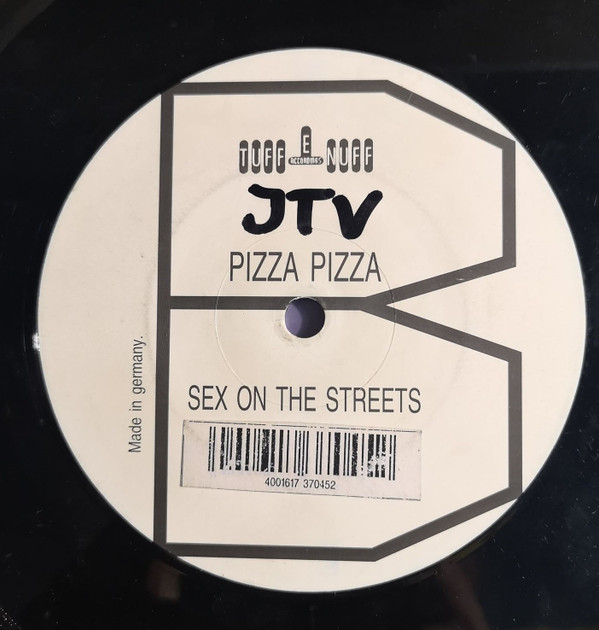 TUFF E NUFF
RECORDINGS
JTV
PIZZA PIZZA
SEX ON THE STREETS
4001617 370452
Made in germany.